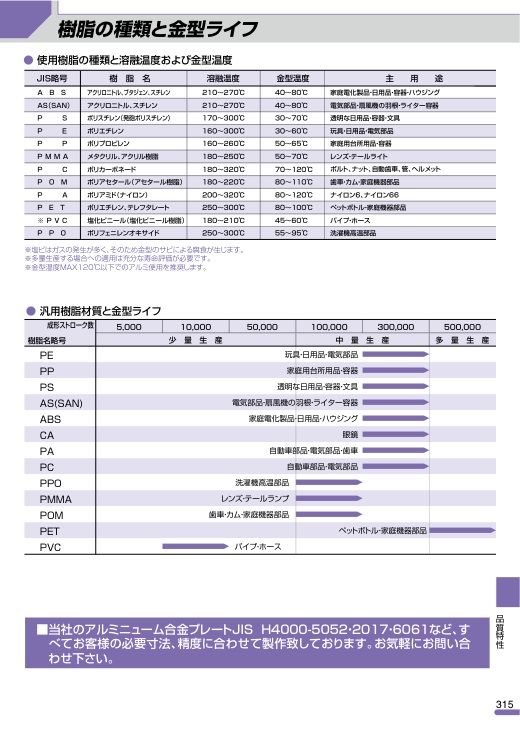 樹脂の種類と金型ライフ
● 使用樹脂の種類と溶融温度および金型温度
JIS略号 樹脂名 溶融温度 金型温度 主用途
A B S アクリロニトル、ブタジェン、スチレン 210〜270℃ 40〜80℃ 家庭電化製品・日用品・容器・ハウジング
AS(SAN) アクリロニトル、スチレン 210〜270℃ 40〜80℃ 電気部品・扇風機の羽根・ライター容器
P S ポリスチレン(発砲ポリスチレン) 170〜300℃ 30〜70℃ 透明な日用品・容器・文具
P E ポリエチレン 160〜300℃ 30〜60℃ 玩具・日用品・電気部品
P P ポリプロピレン 160〜260℃ 50〜65℃ 家庭用台所用品・容器
P M M A メタクリル、アクリル樹脂 180〜250℃ 50〜70℃ レンズ・テールライト
P C ポリカーボネード 180〜320℃ 70〜120℃ ボルト、ナット、自動歯車、管、ヘルメット
P O M ポリアセタール(アセタール樹脂) 180〜220℃ 80〜110℃ 歯車・カム・家庭機器部品
P A ポリアミド(ナイロン) 200〜320℃ 80〜120℃ ナイロン6、ナイロン66
P E T ポリエチレン、テレフタレート 250〜300℃ 80〜100℃ ペットボトル・家庭機器部品
※ P V C 塩化ビニール(塩化ビニール樹脂) 180〜210℃ 45〜60℃ パイプ・ホース
P P O ポリフェニレンオキサイド 250〜300℃ 55〜95℃ 洗濯機高温部品
※塩ビはガスの発生が多く、そのため金型のサビによる腐食が生じます。
※多量生産する場合への適用は充分な寿命評価が必要です。
※金型温度MAX120℃以下でのアルミ使用を推奨します。
● 汎用樹脂材質と金型ライフ
成形ストローク数 5,000 10,000 50,000 100,000 300,000 500,000
樹脂名略号 少量生産 中量生産 多量生産
PE 玩具・日用品・電気部品
PP 家庭用台所用品・容器
PS 透明な日用品・容器・文具
AS(SAN) 電気部品・扇風機の羽根・ライター容器
ABS 家庭電化製品・日用品・ハウジング
CA 眼鏡
PA 自動車部品・電気部品・歯車
PC 自動車部品・電気部品
PPO 洗濯機高温部品
PMMA レンズ・テールランプ
POM 歯車・カム・家庭機器部品
PET ペットボトル・家庭機器部品
PVC パイプ・ホース
■当社のアルミニューム合金プレートJIS H4000-5052・2017・6061など、す
べてお客様の必要寸法、精度に合わせて製作致しております。お気軽にお問い合
わせ下さい。
品質特性
315